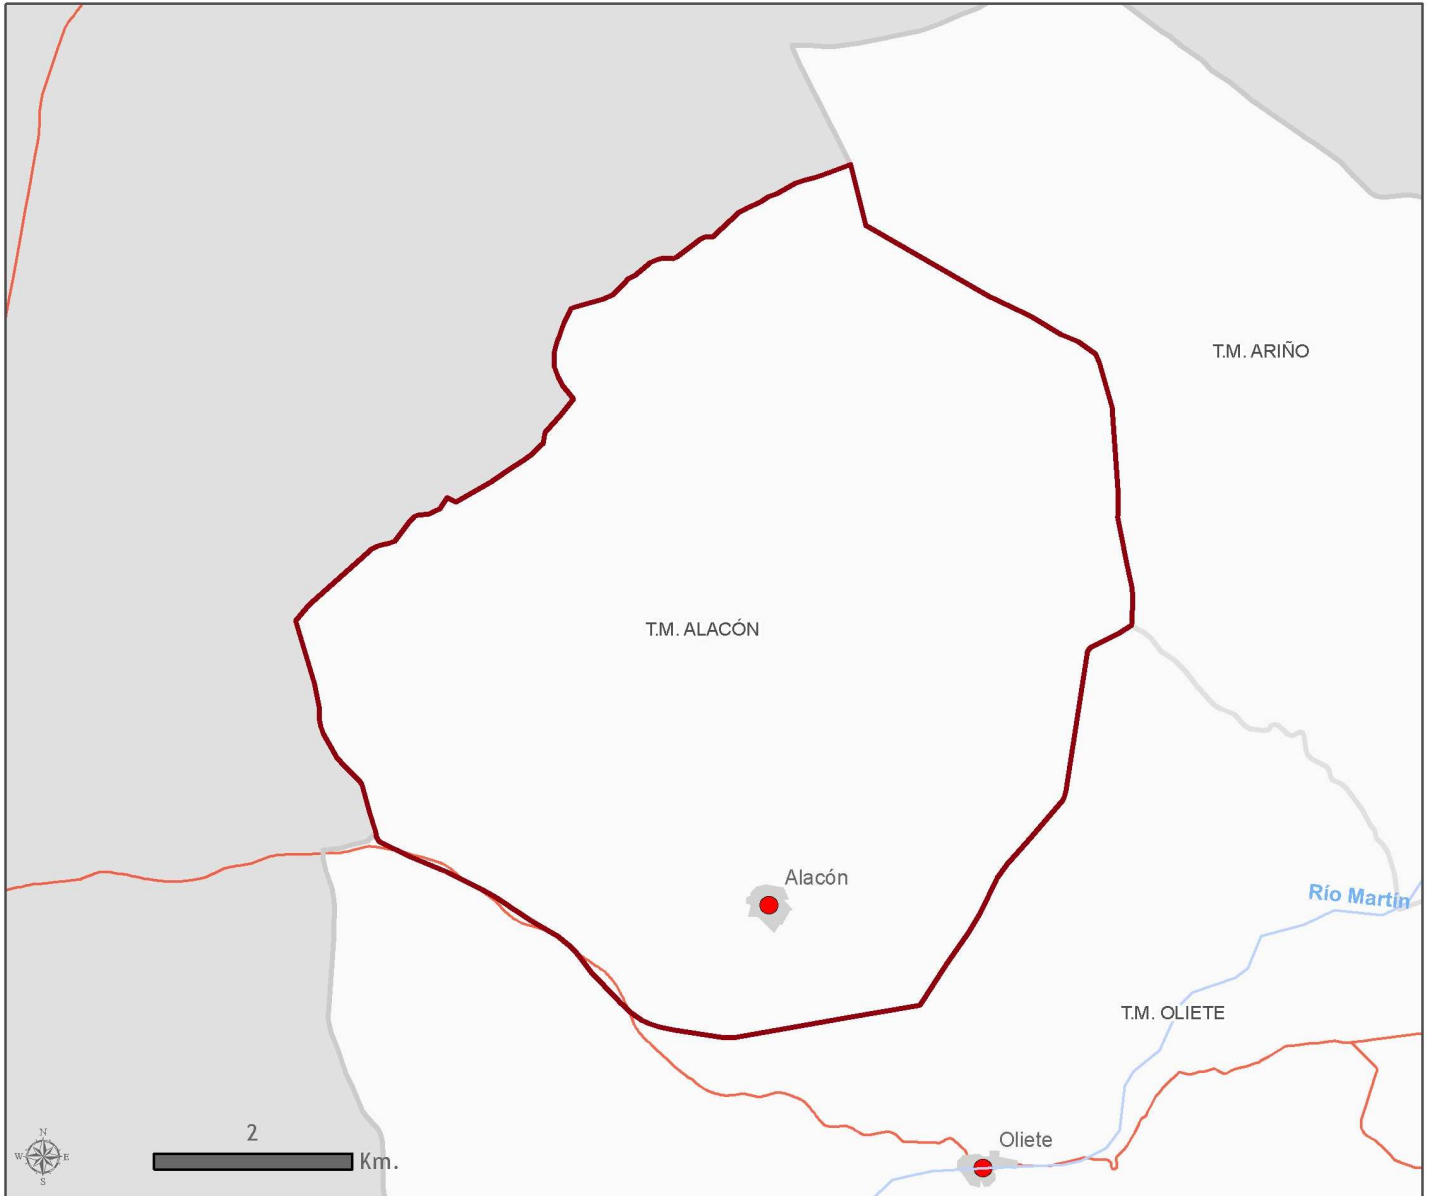 T.M. ARIÑO
T.M. ALACÓN
Alacón
Río Martín
T.M. OLIETE
Oliete
N
W E
S
2
Km.